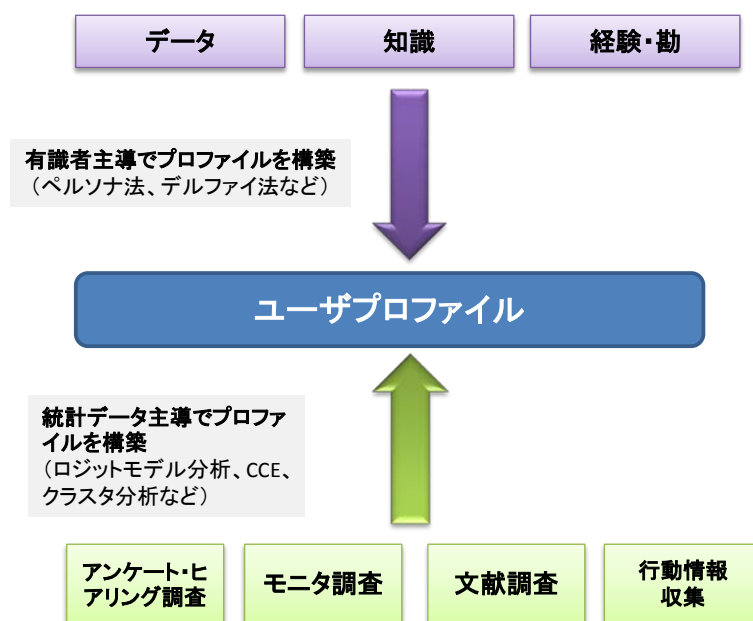 データ
知識
経験・勘
有識者主導でプロファイルを構築
（ペルソナ法、デルファイ法など）
ユーザプロファイル
統計データ主導でプロファ
イルを構築
（ロジットモデル分析、CCE、
クラスタ分析など）
アンケート・ヒ
アリング調査
モニタ調査
文献調査
行動情報
収集